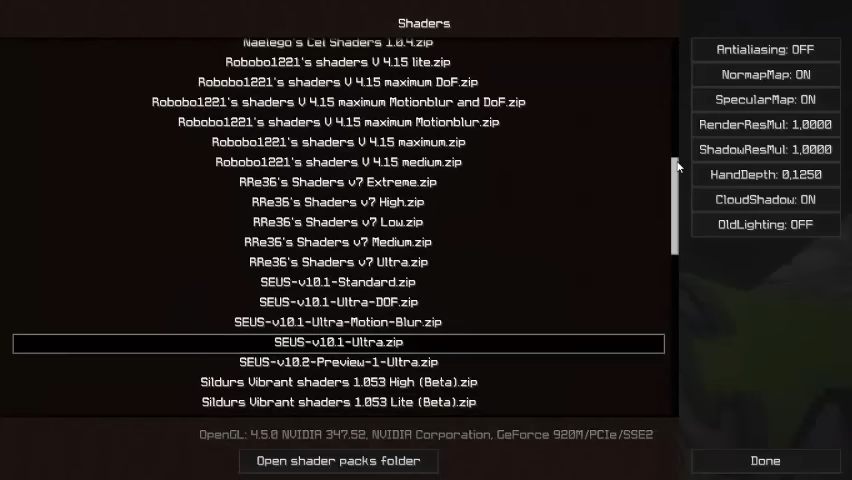 Shaders
Naelego's Cel Shaders 1.0.4.zip
Robobo1221's shaders V 4.15 lite.zip
Robobo1221's shaders V 4.15 maximum DoF.zip
Robobo1221's shaders V 4.15 maximum Motionblur and DoF.zip
Robobo1221's shaders V 4.15 maximum Motionblur.zip
Robobo1221's shaders V 4.15 maximum.zip
Robobo1221's shaders V 4.15 medium.zip
RRe36's Shaders v7 Extreme.zip
RRe36's Shaders v7 High.zip
RRe36's Shaders v7 Low.zip
RRe36's Shaders v7 Medium.zip
RRe36's Shaders v7 Ultra.zip
SEUS-v10.1-Standard.zip
SEUS-v10.1-Ultra-DOF.zip
SEUS-v10.1-Ultra-Motion-Blur.zip
SEUS-v10.1-Ultra.zip
SEUS-v10.2-Preview-1-Ultra.zip
Sildurs Vibrant shaders 1.053 High (Beta).zip
Sildurs Vibrant shaders 1.053 Lite (Beta).zip
Antialiasing: OFF
NormapMap: ON
SpecularMap: ON
RenderResMul: 1,0000
ShadowResMul: 1,0000
HandDepth: 0,1250
CloudShadow: ON
OldLighting: OFF
OpenGL: 4.5.0 NVIDIA 347.52, NVIDIA Corporation, GeForce 920M/PCIe/SSE2
Open shader packs folder
Done